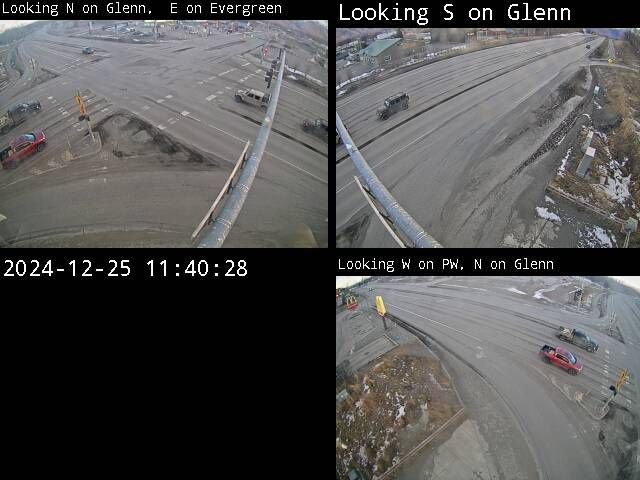 Looking N on Glenn, E on Evergreen
Looking S on Glenn
2024-12-25 11:40:28
Looking W on PW, N on Glenn